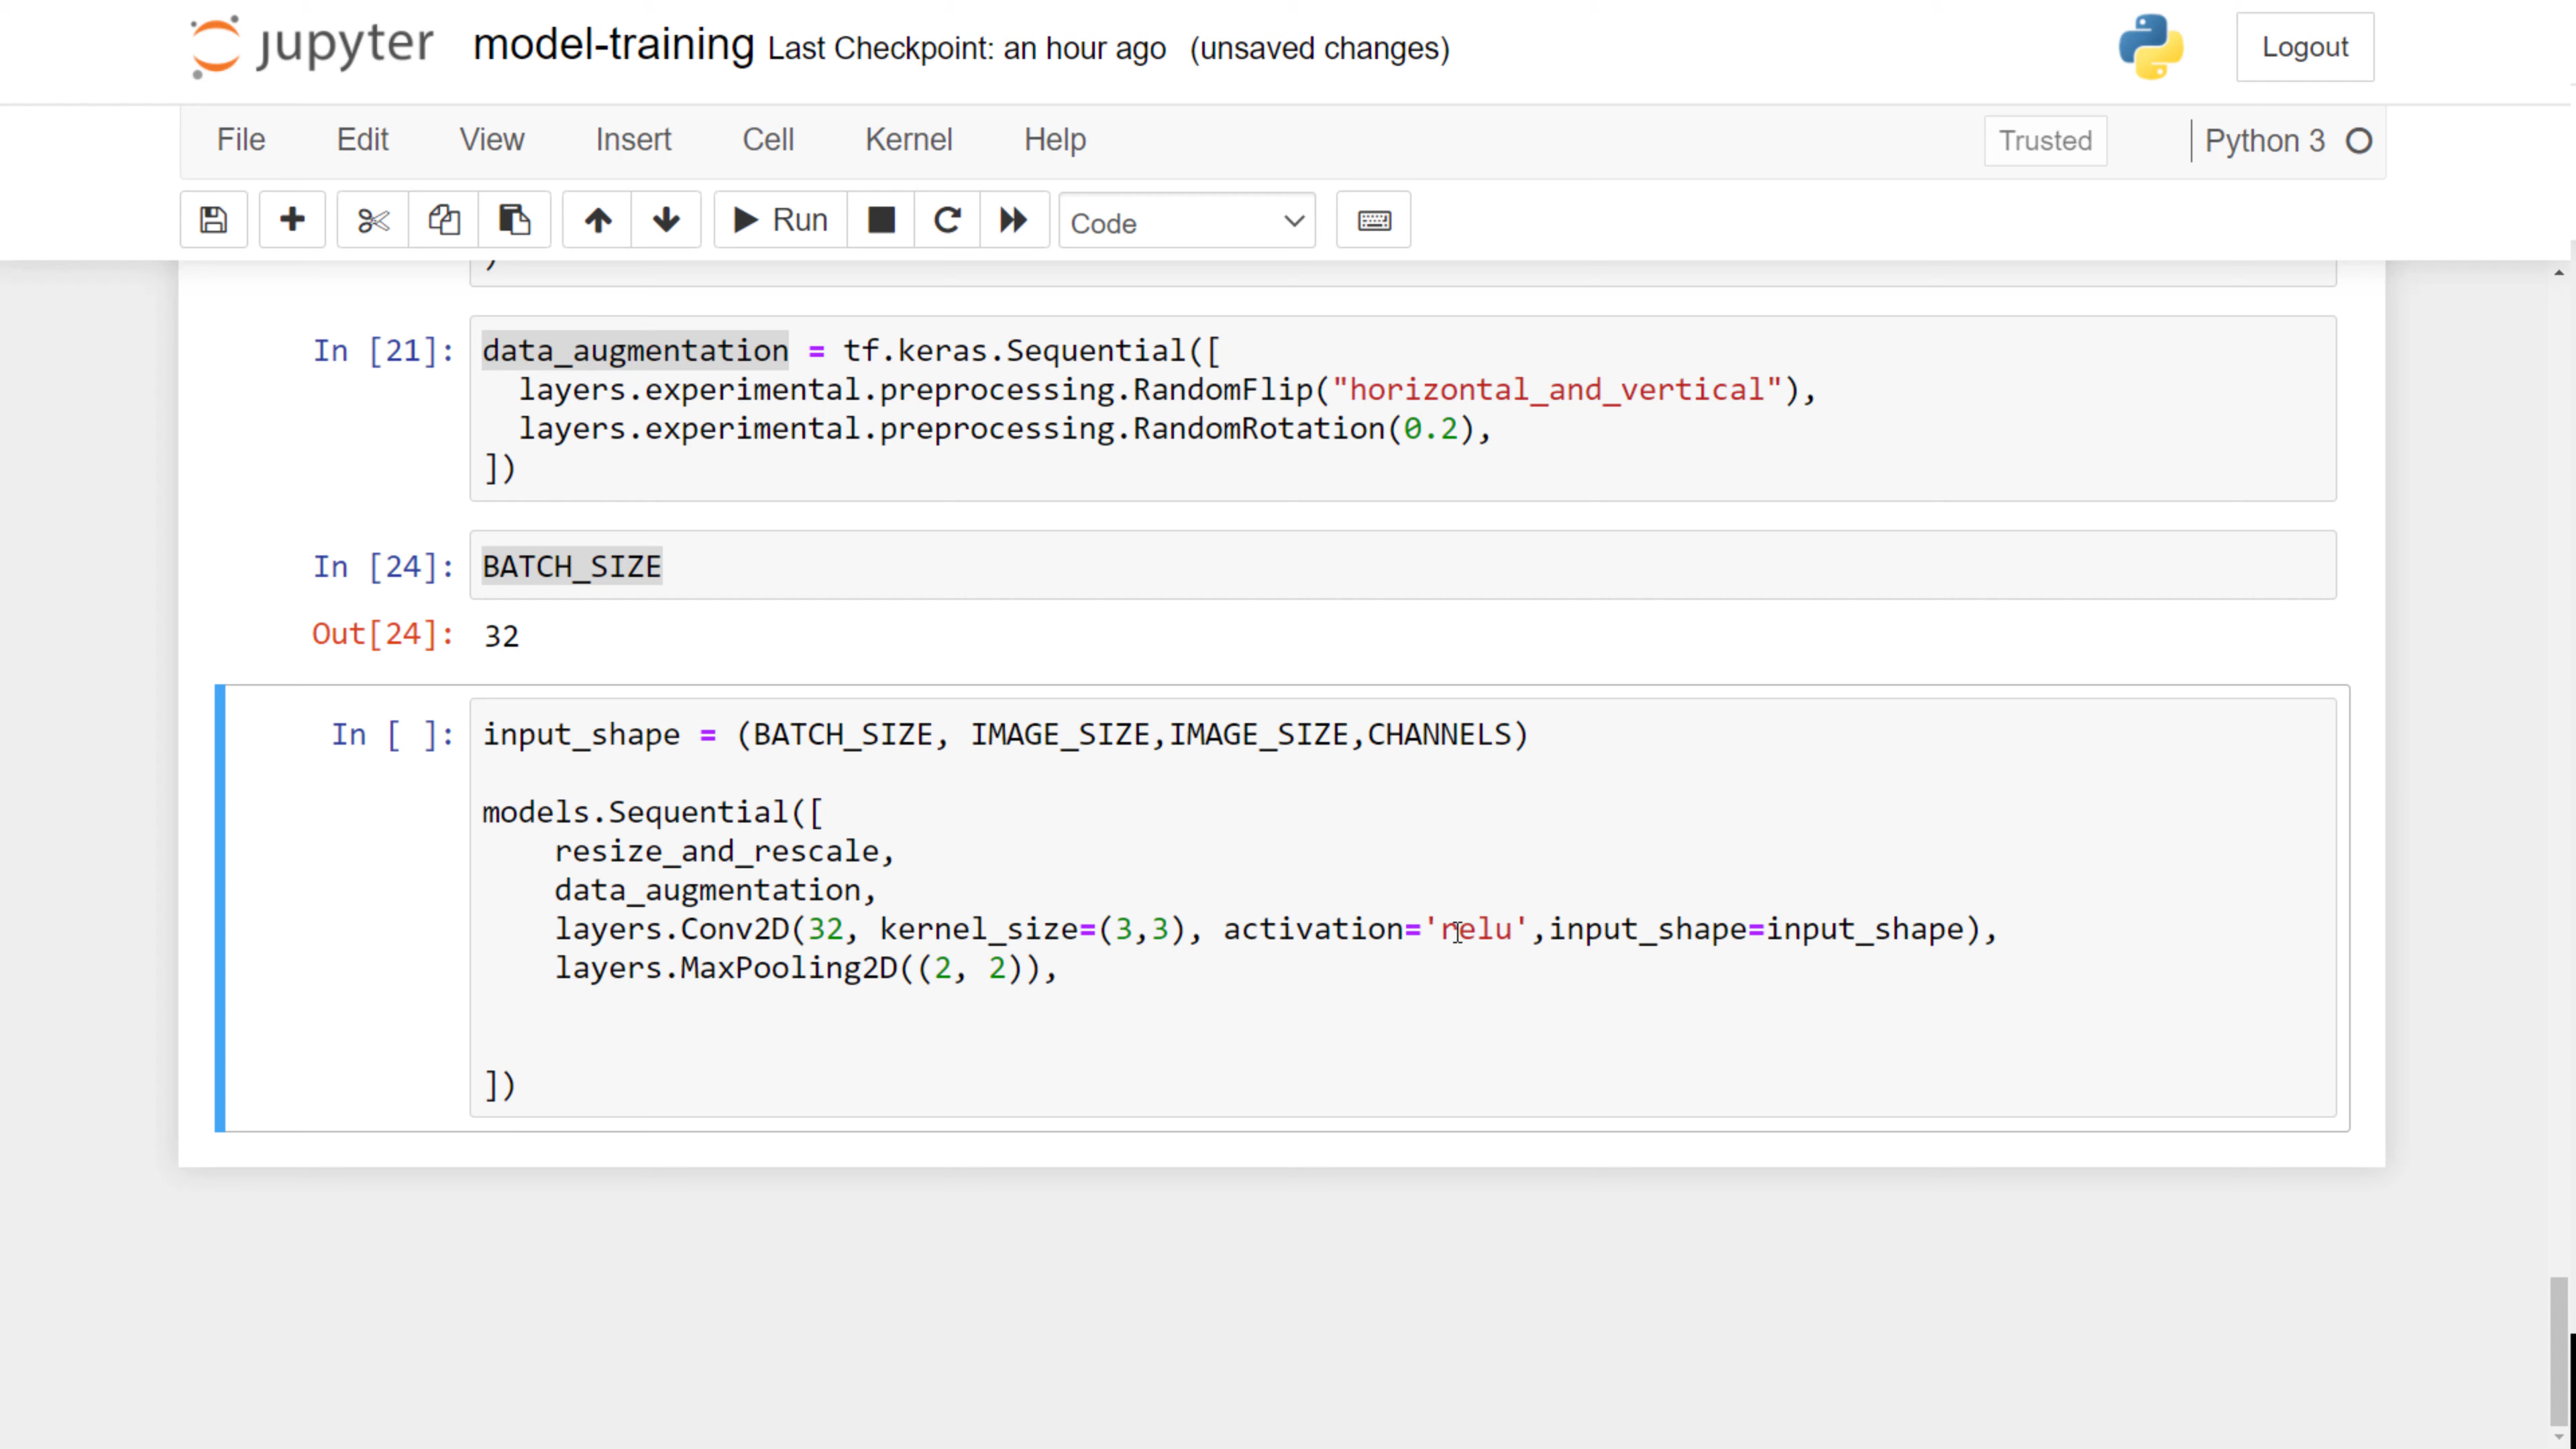 jupyter model-training Last Checkpoint: an hour ago (unsaved changes) Logout
File Edit View Insert Cell Kernel Help Trusted Python 3
Run Code
)
In [21]: data_augmentation = tf.keras.Sequential([
layers.experimental.preprocessing.RandomFlip("horizontal_and_vertical"),
layers.experimental.preprocessing.RandomRotation(0.2),
])
In [24]: BATCH_SIZE
Out[24]: 32
In [ ]: input_shape = (BATCH_SIZE, IMAGE_SIZE,IMAGE_SIZE,CHANNELS)
models.Sequential([
resize_and_rescale,
data_augmentation,
layers.Conv2D(32, kernel_size=(3,3), activation='relu',input_shape=input_shape),
layers.MaxPooling2D((2, 2)),
])